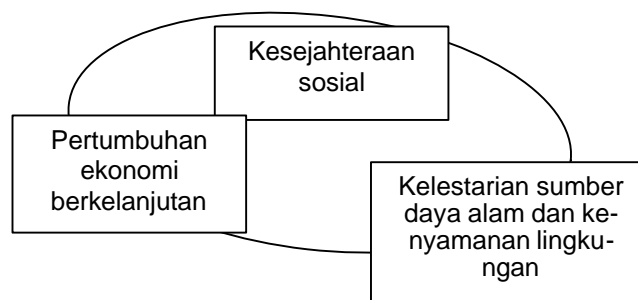 Kesejahteraan
sosial
Pertumbuhan
ekonomi
berkelanjutan
Kelestarian sumber
daya alam dan ke-
nyamanan lingku-
ngan